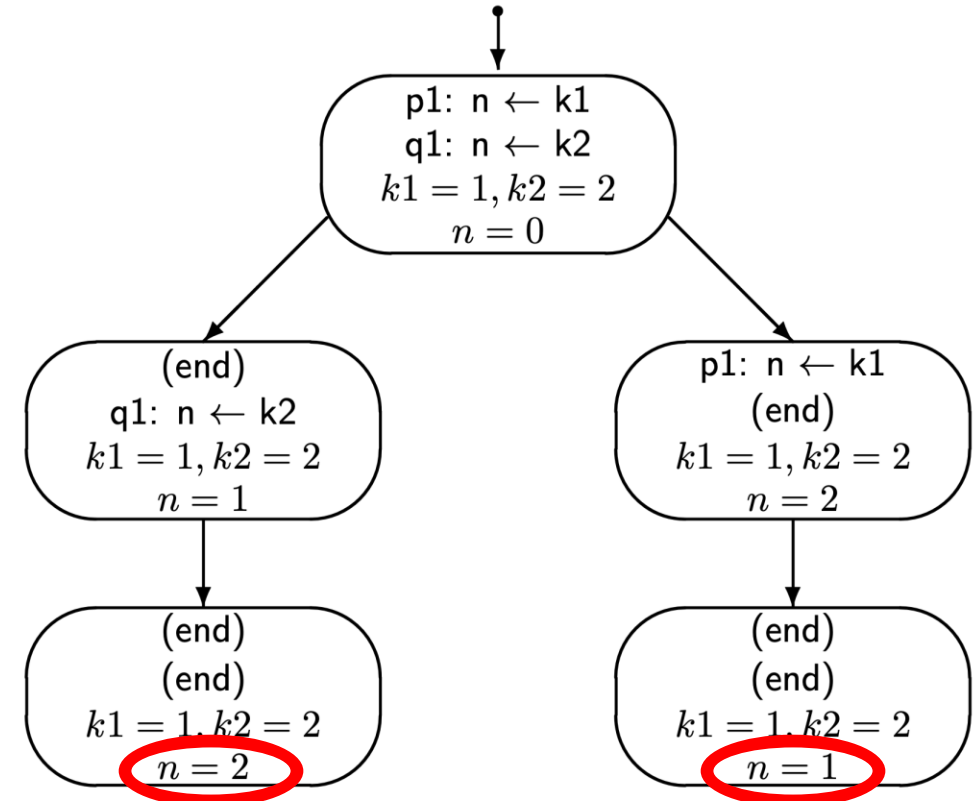 p1: n ← k1
q1: n ← k2
k1 = 1, k2 = 2
n = 0
(end)
q1: n ← k2
k1 = 1, k2 = 2
n = 1
p1: n ← k1
(end)
k1 = 1, k2 = 2
n = 2
(end)
(end)
k1 = 1, k2 = 2
n = 2
(end)
(end)
k1 = 1, k2 = 2
n = 1